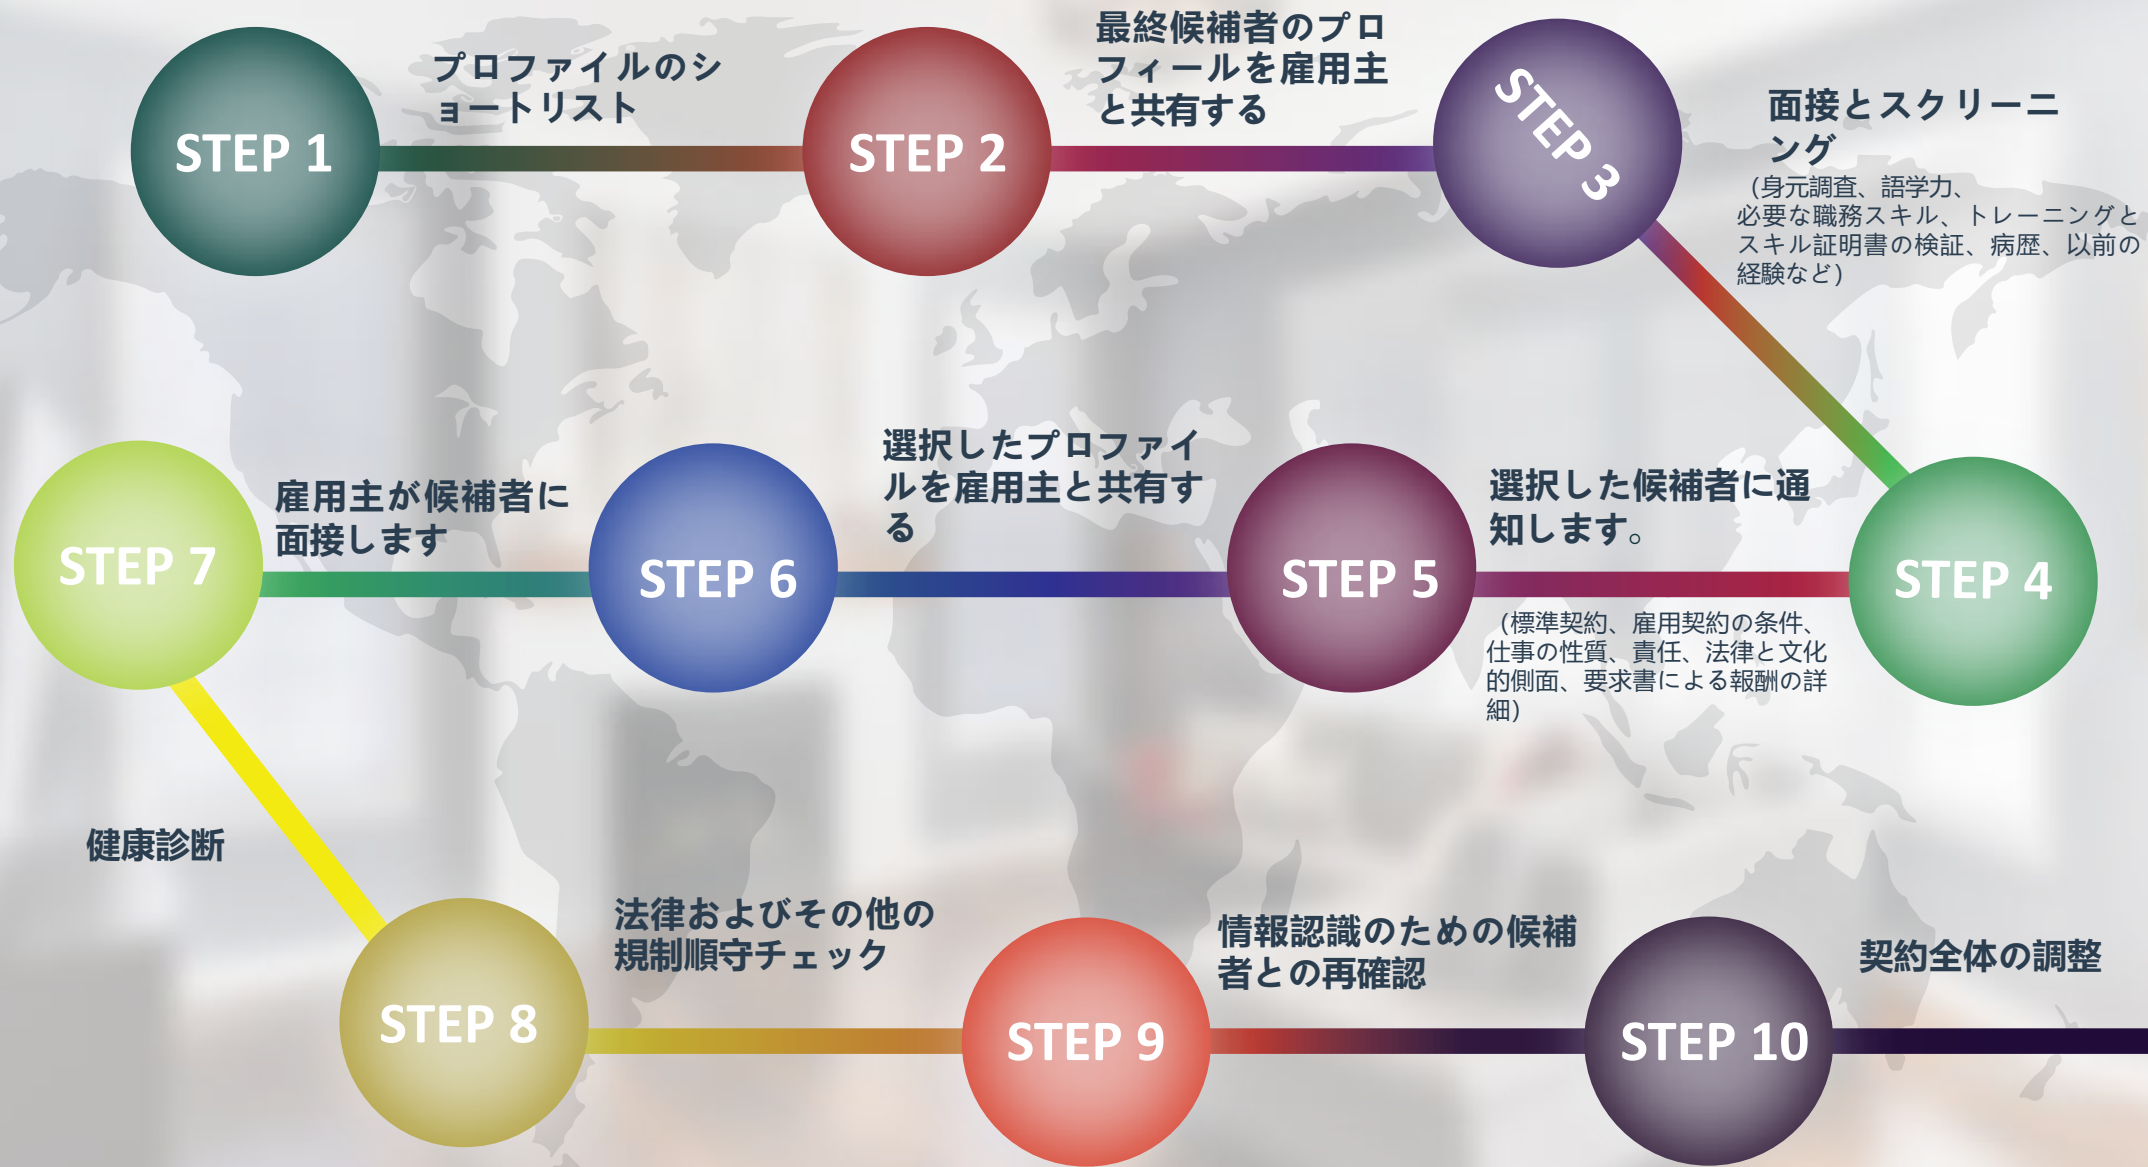 STEP 1
プロファイルのシ
ョートリスト
STEP 2
最終候補者のプロ
フィールを雇用主
と共有する
STEP 3
面接とスクリーニ
ング
(身元調査、語学力、
必要な職務スキル、トレーニングと
スキル証明書の検証、病歴、以前の
経験など)
STEP 4
選択した候補者に通
知します。
(標準契約、雇用契約の条件、
仕事の性質、責任、法律と文化
的側面、要求書による報酬の詳
細)
STEP 5
選択したプロファイ
ルを雇用主と共有す
る
STEP 6
雇用主が候補者に
面接します
STEP 7
健康診断
STEP 8
法律およびその他の
規制順守チェック
STEP 9
情報認識のための候補
者との再確認
STEP 10
契約全体の調整